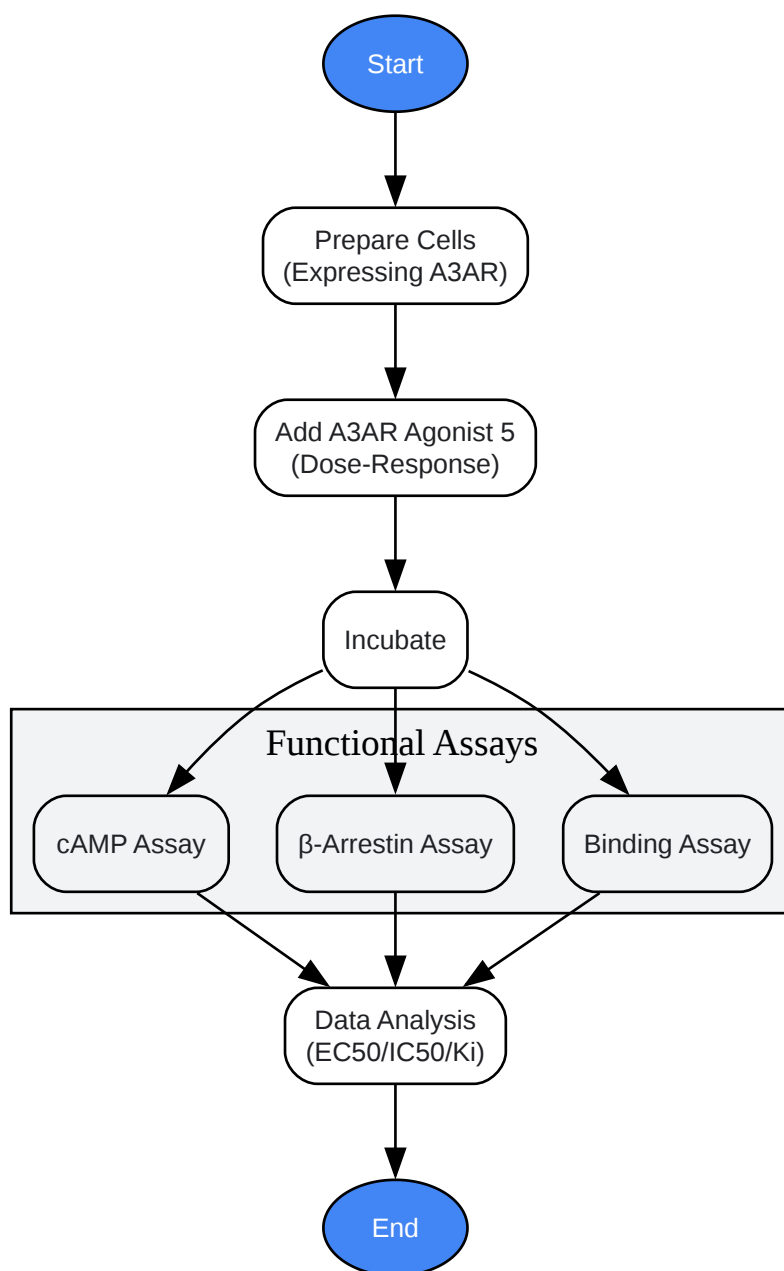 Start
Prepare Cells
(Expressing A3AR)
Add A3AR Agonist 5
(Dose-Response)
Incubate
Functional Assays
cAMP Assay
β-Arrestin Assay
Binding Assay
Data Analysis
(EC50/IC50/Ki)
End